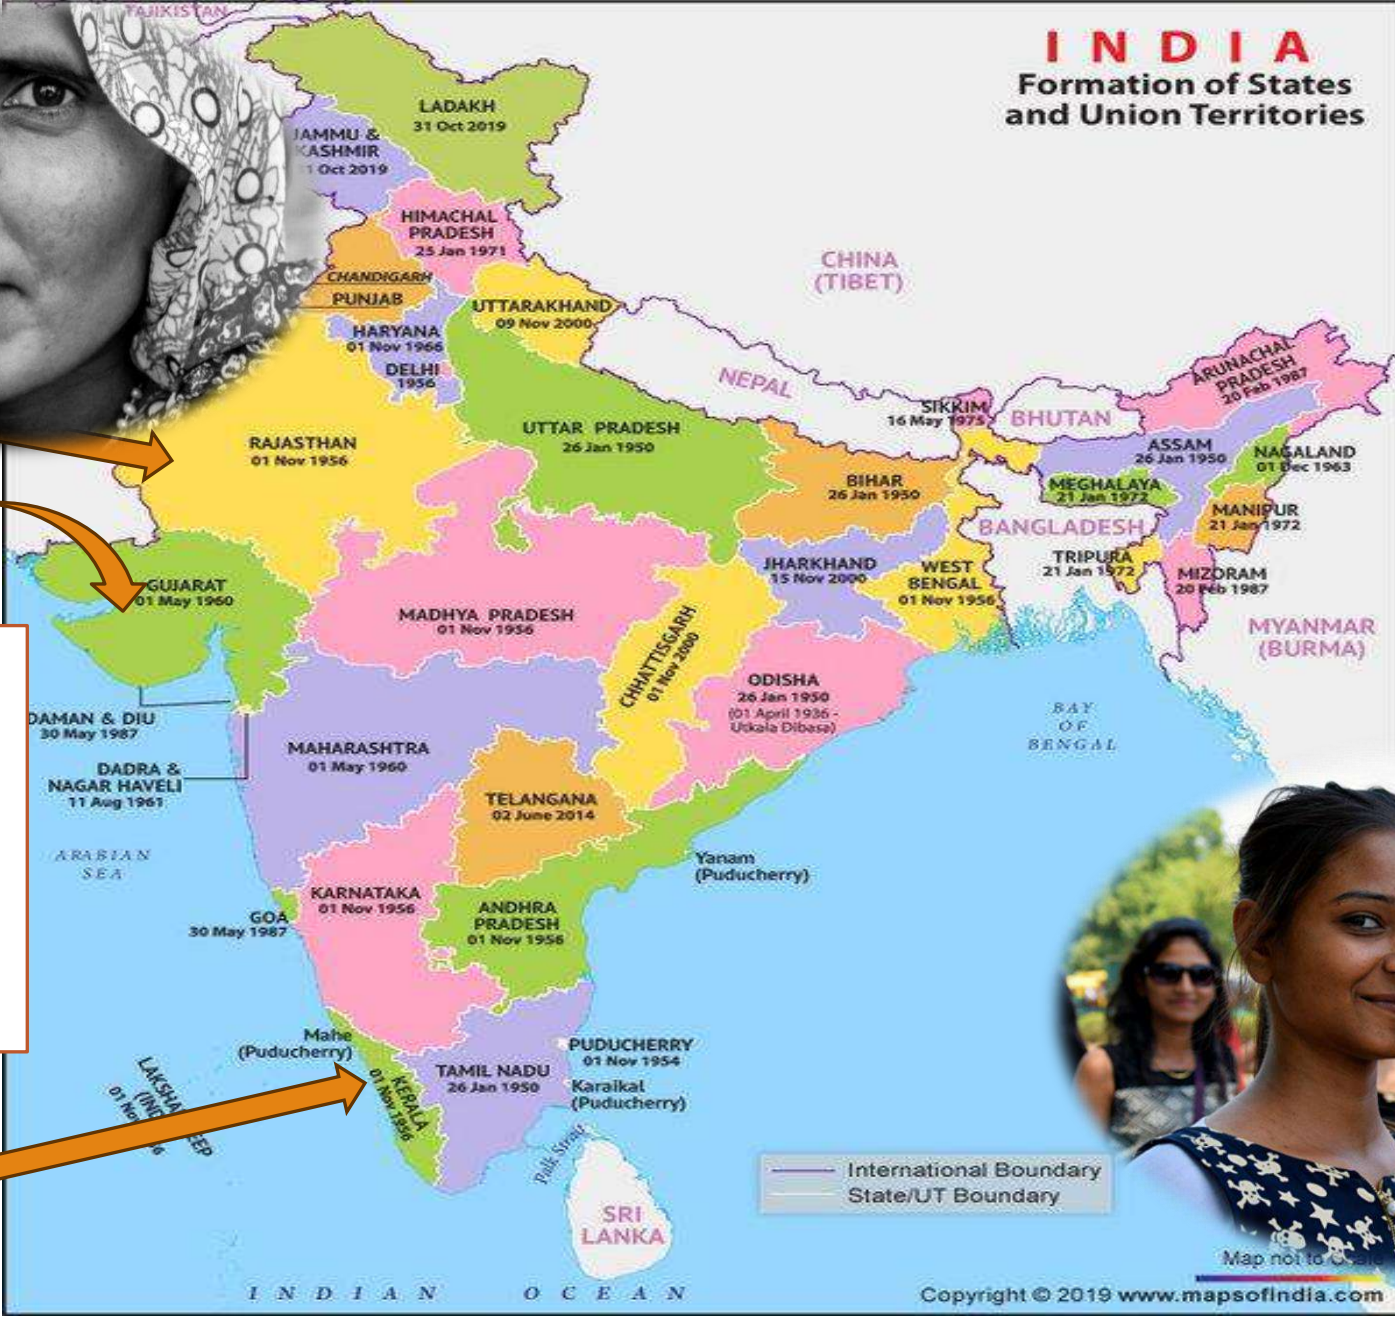 TAJIKISTAN
I N D I A
Formation of States
and Union Territories
LADAKH
31 Oct 2019
JAMMU &
KASHMIR
1 Oct 2019
HIMACHAL
PRADESH
25 Jan 1971
CHANDIGARH
PUNJAB
UTTARAKHAND
09 Nov 2000
HARYANA
01 Nov 1966
DELHI
1956
CHINA
(TIBET)
NEPAL
SIKKIM
16 May 1975
BHUTAN
ARUNACHAL
PRADESH
20 Feb 1987
RAJASTHAN
01 Nov 1956
UTTAR PRADESH
26 Jan 1950
BIHAR
26 Jan 1950
ASSAM
26 Jan 1950
NAGALAND
01 Dec 1963
MEGHALAYA
21 Jan 1972
MANIPUR
21 Jan 1972
BANGLADESH
TRIPURA
21 Jan 1972
MIZORAM
20 Feb 1987
MYANMAR
(BURMA)
GUJARAT
01 May 1960
MADHYA PRADESH
01 Nov 1956
JHARKHAND
15 Nov 2000
WEST
BENGAL
01 Nov 1956
CHHATTISGARH
01 Nov 2000
ODISHA
26 Jan 1950
(01 April 1936 -
Utkala Dibasa)
DAMAN & DIU
30 May 1987
DADRA &
NAGAR HAVELI
11 Aug 1961
MAHARASHTRA
01 May 1960
TELANGANA
02 June 2014
BAY
OF
BENGAL
ARABIAN
SEA
Yanam
(Puducherry)
KARNATAKA
01 Nov 1956
GOA
30 May 1987
ANDHRA
PRADESH
01 Nov 1956
Mahe
(Puducherry)
KERALA
01 Nov 1956
TAMIL NADU
26 Jan 1950
PUDUCHERRY
01 Nov 1954
Karaikal
(Puducherry)
Palk Strait
SRI
LANKA
International Boundary
State/UT Boundary
I N D I A N O C E A N
Map not to
Copyright © 2019 www.mapsofindia.com